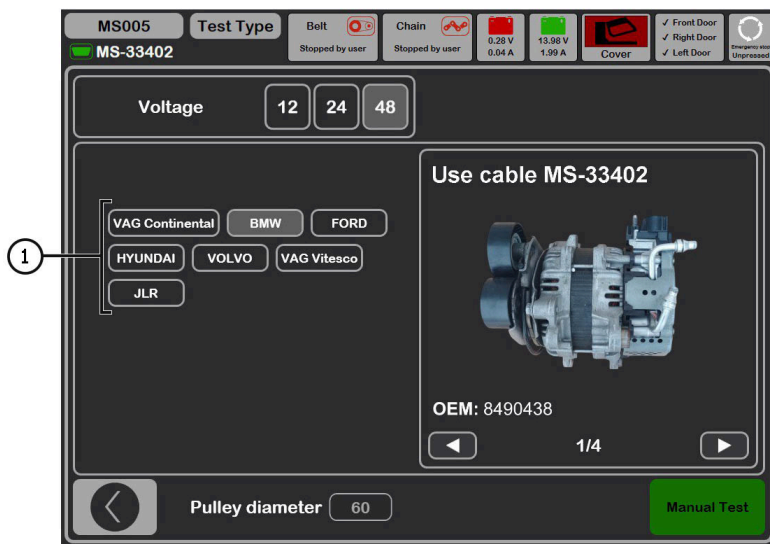 MS005
Test Type
MS-33402
Belt
Stopped by user
Chain
Stopped by user
0.28 V
0.04 A
13.98 V
1.99 A
Cover
✓ Front Door
✓ Right Door
✓ Left Door
Emergency stop
Unpressed
Voltage 12 24 48
1
VAG Continental BMW FORD
HYUNDAI VOLVO VAG Vitesco
JLR
Use cable MS-33402
OEM: 8490438
1/4
Pulley diameter 60
Manual Test